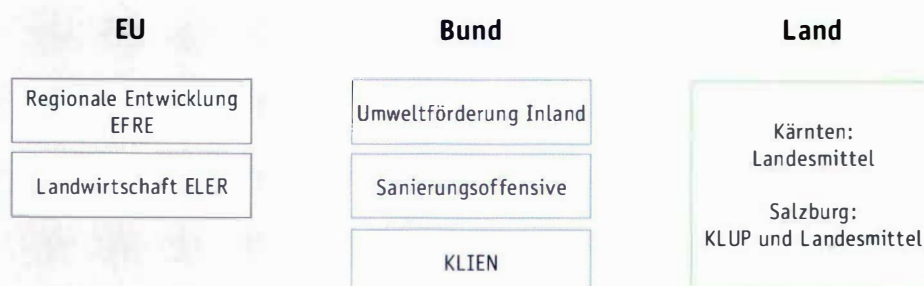 EU
Regionale Entwicklung
EFRE
Landwirtschaft ELER
Bund
Umweltförderung Inland
Sanierungsoffensive
KLIEN
Land
Kärnten:
Landesmittel
Salzburg:
KLUP und Landesmittel